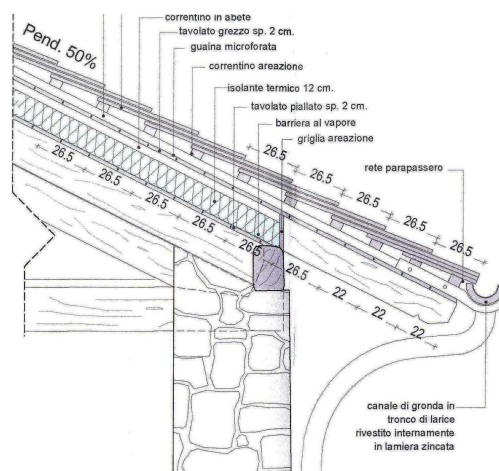 correntino in abete
tavolato grezzo sp. 2 cm.
guaina microforata
Pend. 50%
correntino areazione
isolante termico 12 cm.
tavolato piallato sp. 2 cm.
barriera al vapore
griglia areazione
26.5
26.5
26.5
26.5
26.5
rete parapassero
26.5
26.5
26.5
26.5
26.5
26.5
22
22
22
22
canale di gronda in
tronco di larice
rivestito internamente
in lamiera zincata